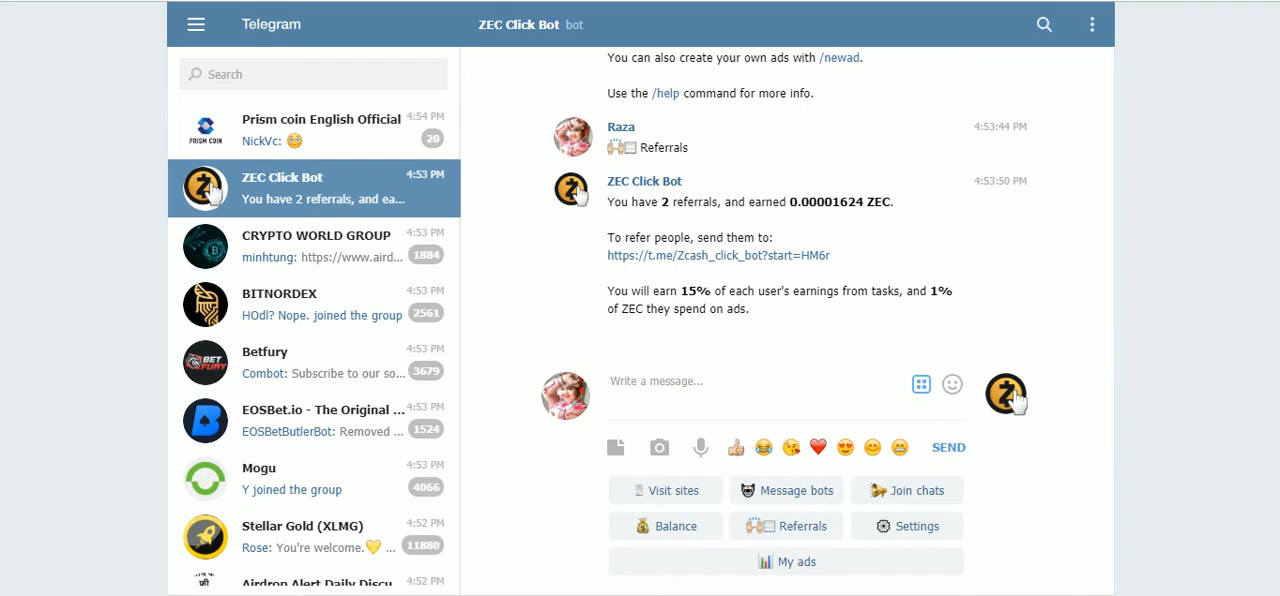 Telegram
ZEC Click Bot bot
Search
Prism coin English Official 4:54 PM
NickVc: 🥺 20
PRISM COIN
ZEC Click Bot 4:53 PM
You have 2 referrals, and ea...
CRYPTO WORLD GROUP 4:53 PM
minhtung: https://www.aird... 1884
BITNORDEX 4:53 PM
HOdl? Nope. joined the group 2561
Betfury 4:53 PM
Combot: Subscribe to our so... 3679
BETFURY
EOSBet.io - The Original ... 4:53 PM
EOSBetButlerBot: Removed ... 1524
Mogu 4:53 PM
Y joined the group 4066
Stellar Gold (XLMG) 4:52 PM
Rose: You're welcome.💛 ... 11880
Airdrop Alert Daily Discu 4:52 PM
You can also create your own ads with /newad.
Use the /help command for more info.
Raza 4:53:44 PM
🙌🏼 Referrals
ZEC Click Bot 4:53:50 PM
You have 2 referrals, and earned 0.00001624 ZEC.
To refer people, send them to:
https://t.me/Zcash_click_bot?start=HM6r
You will earn 15% of each user's earnings from tasks, and 1%
of ZEC they spend on ads.
Write a message...
👍🏼 😂 😘 ❤️ 😍 😊 😁 SEND
Visit sites
Message bots
Join chats
💰 Balance
🙌🏼 Referrals
Settings
📊 My ads